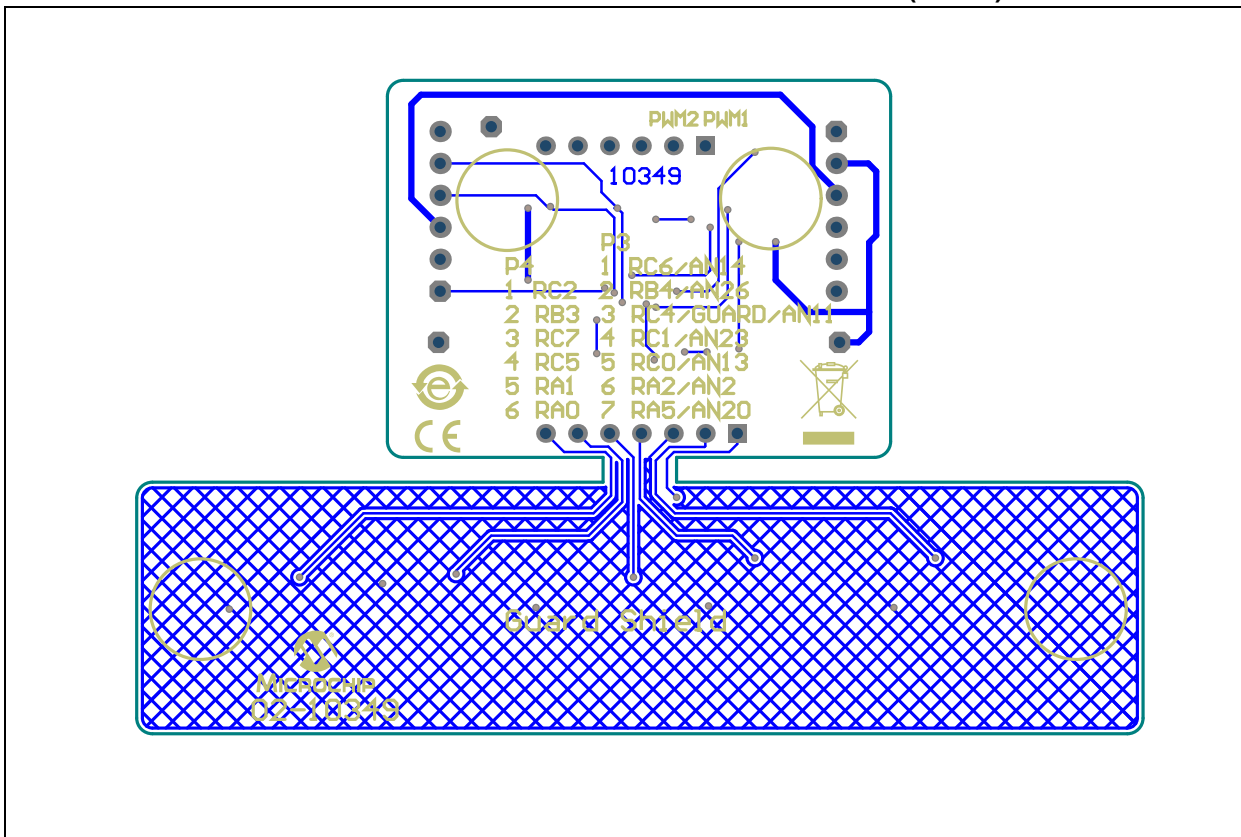 PWM2 PWM1
10349
P3
P4 1 RC6/AN14
1 RC2 2 RB4/AN26
2 RB3 3 RC4/GUARD/AN11
3 RC7 4 RC1/AN23
4 RC5 5 RC0/AN13
5 RA1 6 RA2/AN2
6 RA0 7 RA5/AN20
e
CE
Guard Shield
MICROCHIP
02-10349